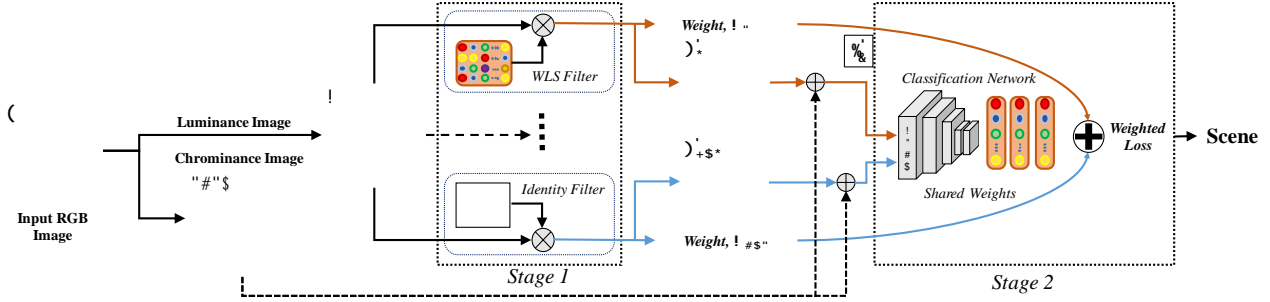 Weight, ! "
)'*
WLS Filter
%'&
Classification Network
!
(
Luminance Image
Chrominance Image
"#"$
)'+$*
! " # $
Weighted
Loss
Scene
Identity Filter
Shared Weights
Input RGB
Image
Weight, ! #$"
Stage 1
Stage 2